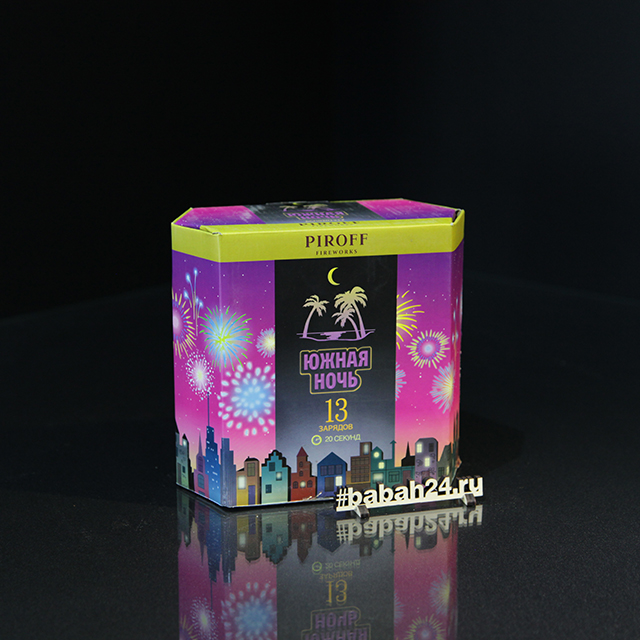 PIROFF
FIREWORKS
ЮЖНАЯ
НОЧЬ
13
ЗАРЯДОВ
20 СЕКУНД
#babah24.ru